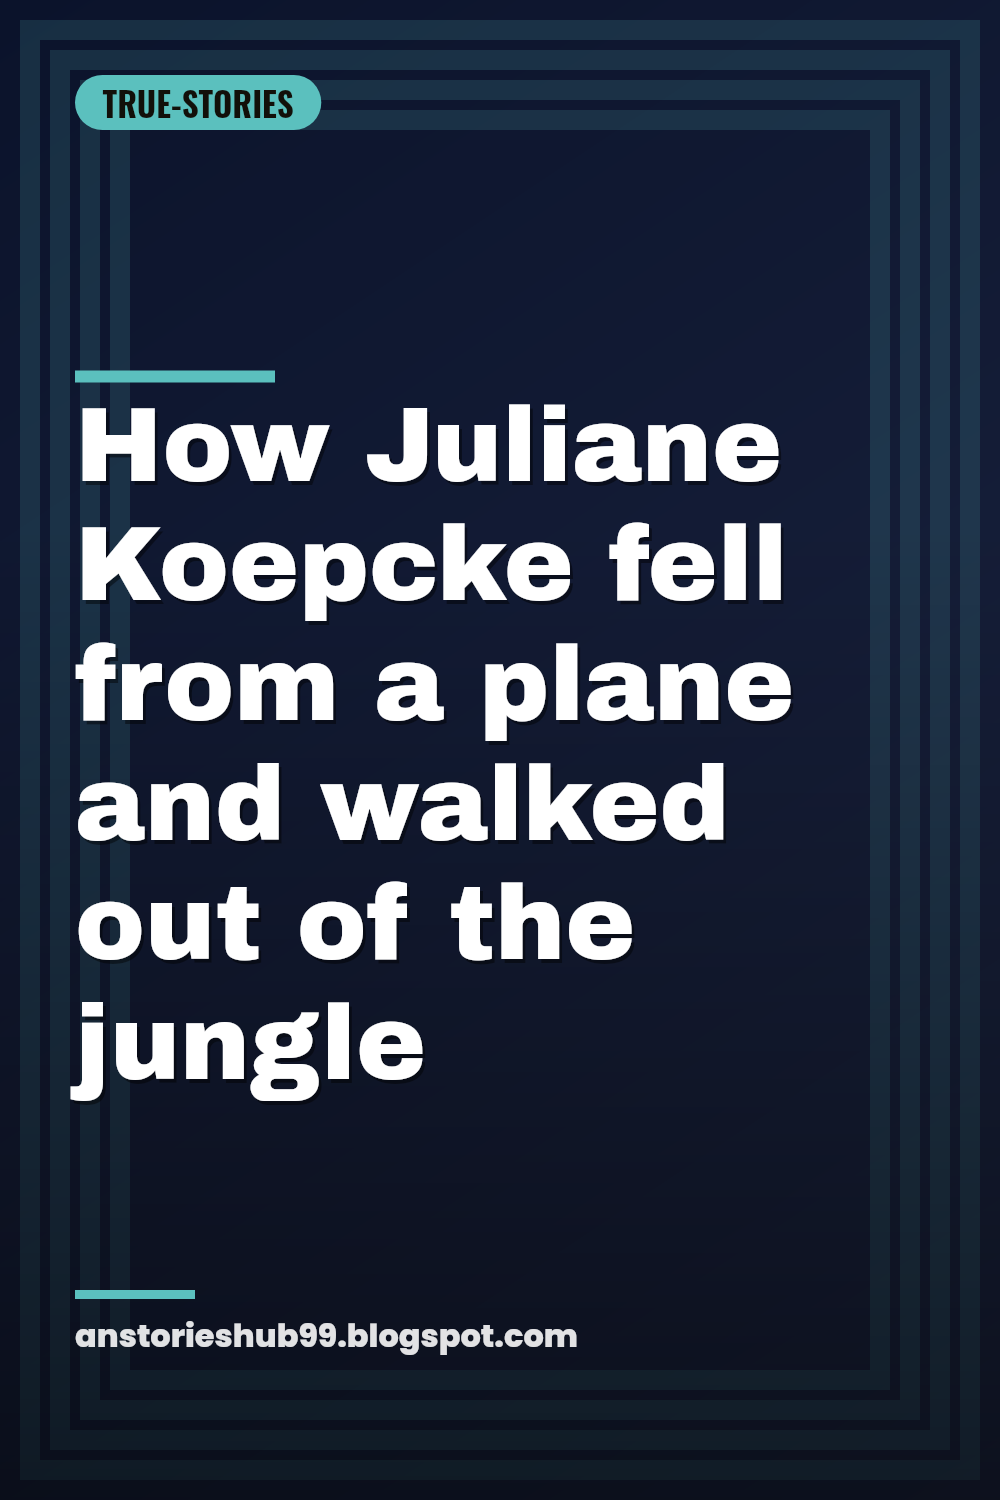 TRUE-STORIES
How Juliane
Koepcke fell
from a plane
and walked
out of the
jungle
anstorieshub99.blogspot.com